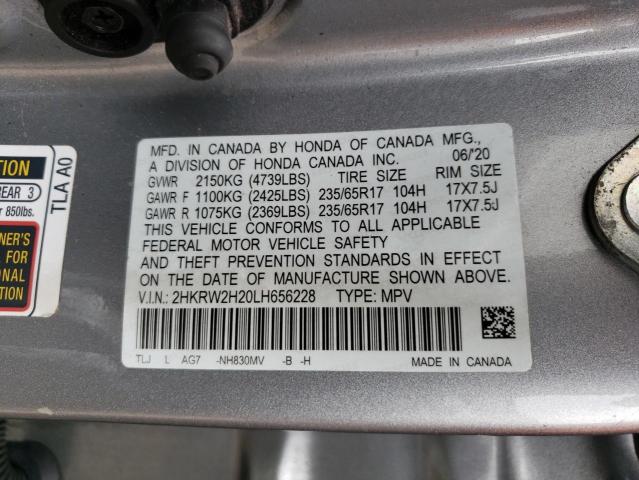 TION
REAR 3
r 850lbs.
NER'S
L FOR
ONAL
TION
TLA A0
MFD. IN CANADA BY HONDA OF CANADA MFG.,
A DIVISION OF HONDA CANADA INC. 06/'20
GVWR 2150KG (4739LBS) TIRE SIZE RIM SIZE
GAWR F 1100KG (2425LBS) 235/65R17 104H 17X7.5J
GAWR R 1075KG (2369LBS) 235/65R17 104H 17X7.5J
THIS VEHICLE CONFORMS TO ALL APPLICABLE
FEDERAL MOTOR VEHICLE SAFETY
AND THEFT PREVENTION STANDARDS IN EFFECT
ON THE DATE OF MANUFACTURE SHOWN ABOVE.
V.I.N.: 2HKRW2H20LH656228 TYPE: MPV
TLJ L AG7 -NH830MV -B -H MADE IN CANADA